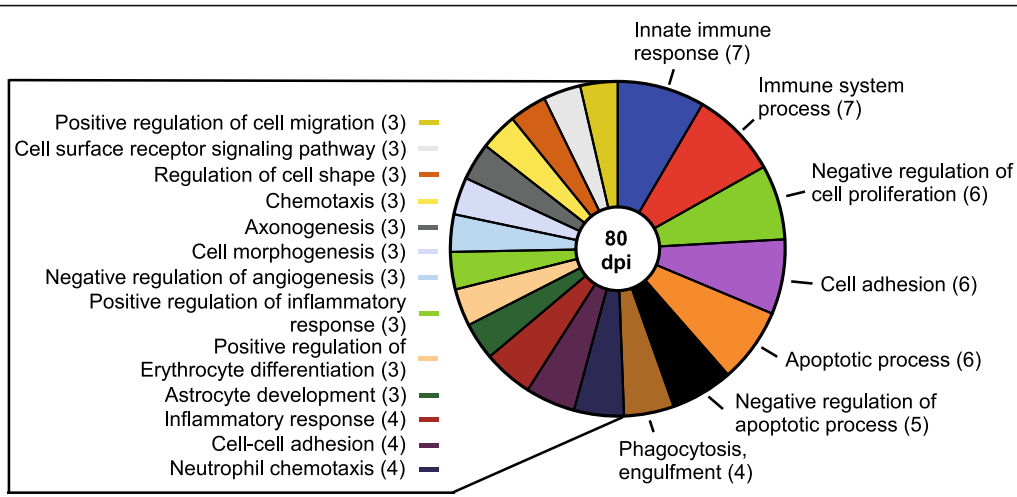 Innate immune
response (7)
Immune system
process (7)
Negative regulation of
cell proliferation (6)
Cell adhesion (6)
Apoptotic process (6)
Negative regulation of
apoptotic process (5)
Phagocytosis,
engulfment (4)
80
dpi
Positive regulation of cell migration (3)
Cell surface receptor signaling pathway (3)
Regulation of cell shape (3)
Chemotaxis (3)
Axonogenesis (3)
Cell morphogenesis (3)
Negative regulation of angiogenesis (3)
Positive regulation of inflammatory
response (3)
Positive regulation of
Erythrocyte differentiation (3)
Astrocyte development (3)
Inflammatory response (4)
Cell-cell adhesion (4)
Neutrophil chemotaxis (4)